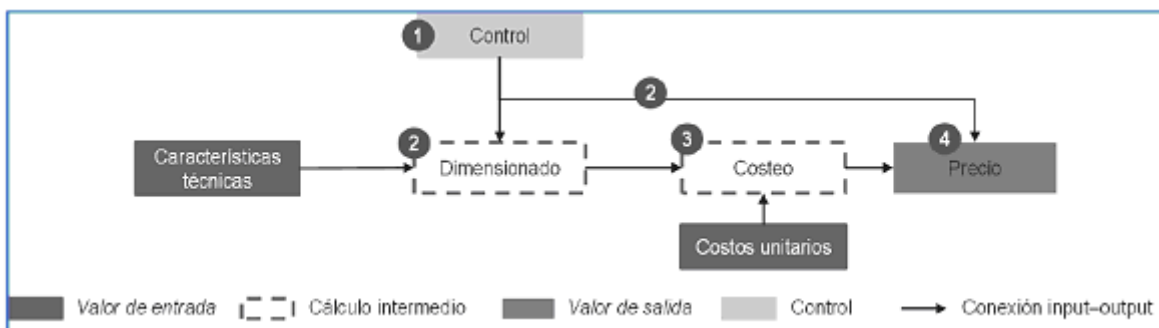 1
Control
2
2
3
4
Características
técnicas
Dimensionado
Costeo
Precio
Costos unitarios
Valor de entrada
Cálculo intermedio
Valor de salida
Control
Conexión input–output